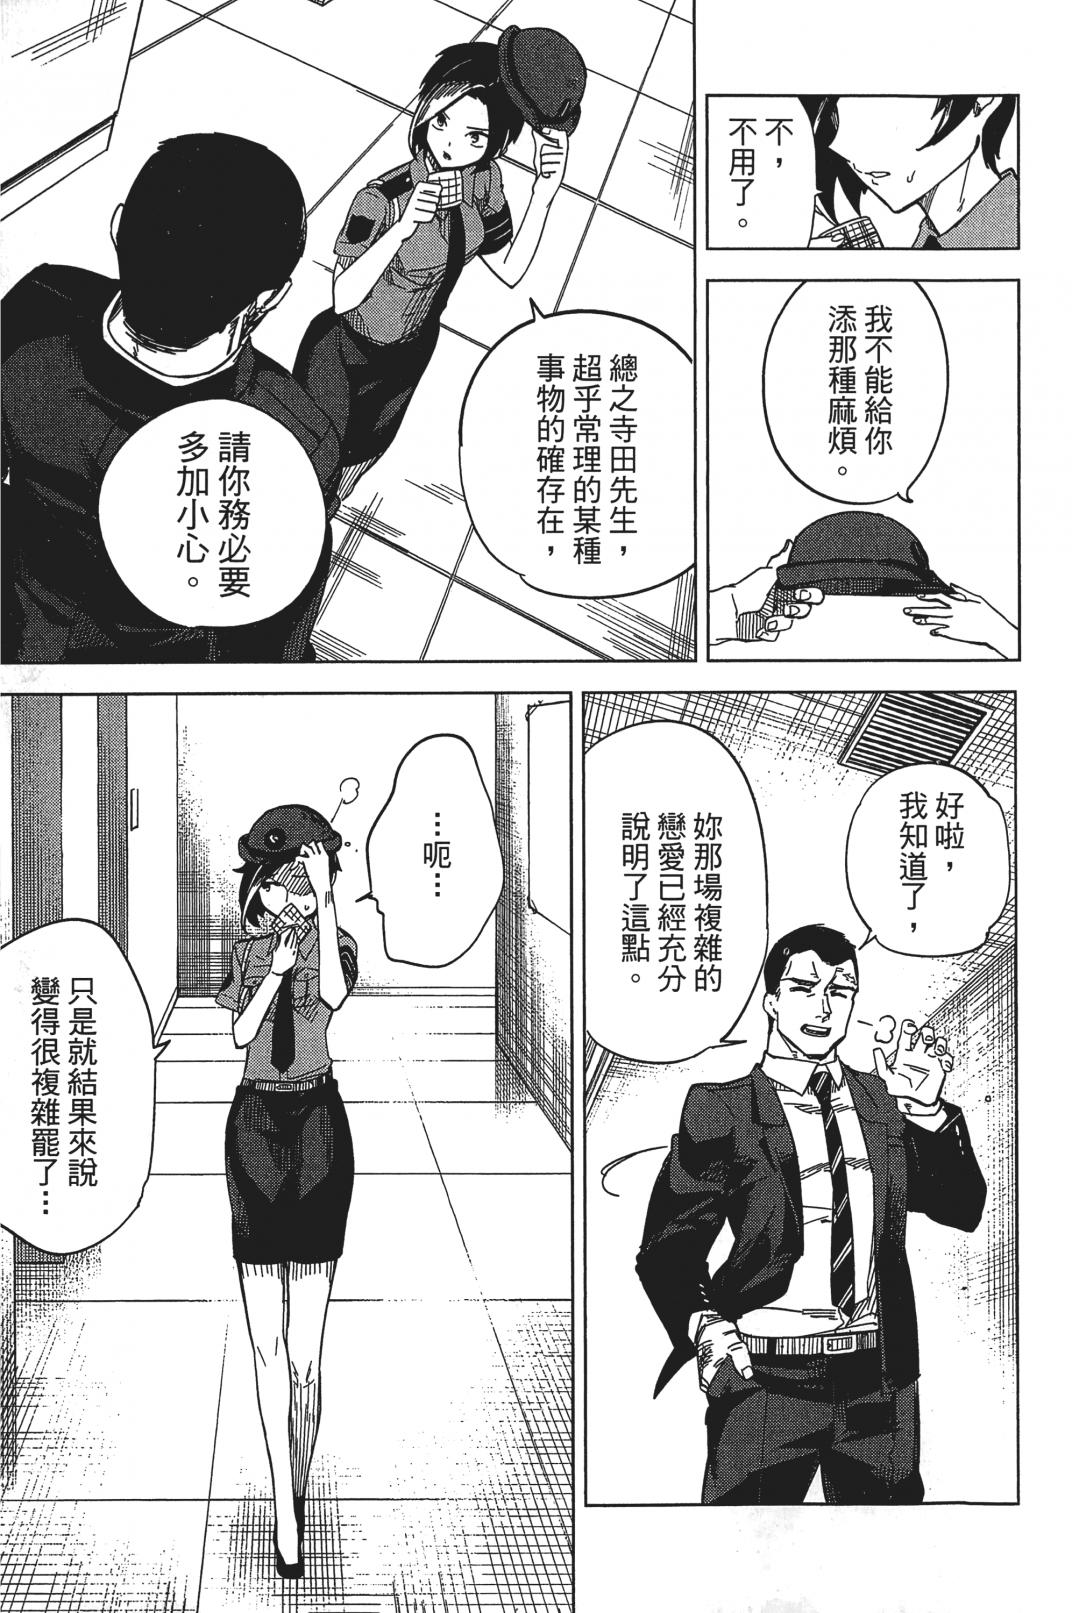 不，
不用了。
我不能給你
添那種麻煩。
總之寺田先生，
超乎常理的某種
事物的確存在，
請你務必要
多加小心。
好啦，
我知道了，
妳那場複雜的
戀愛已經充分
說明了這點。
…呃…
只是就結果來說
變得很複雜罷了…